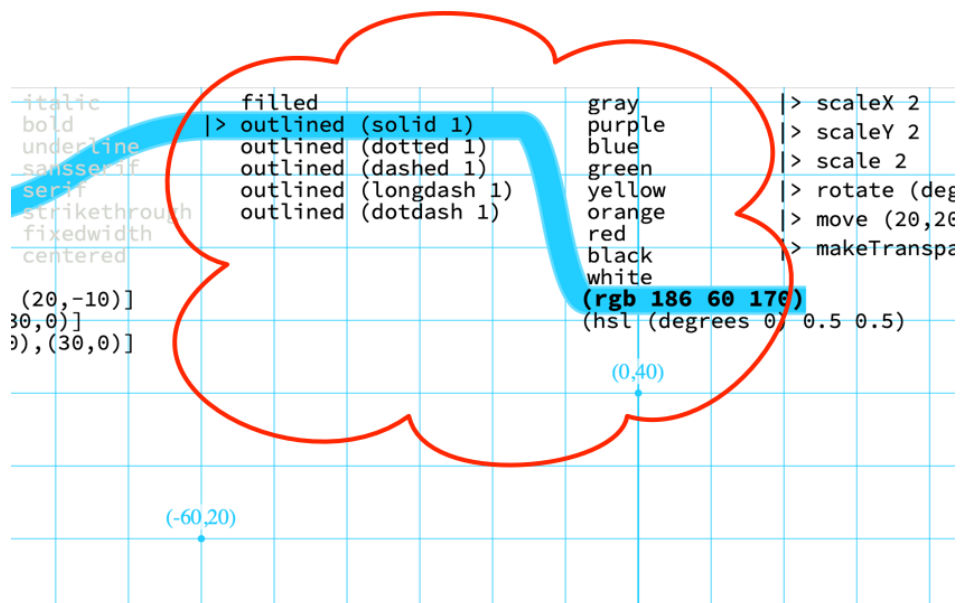 italic
bold
underline
sansserif
serif
strikethrough
fixedwidth
centered
(20,-10)]
30,0)]
),(30,0)]
filled
|> outlined (solid 1)
outlined (dotted 1)
outlined (dashed 1)
outlined (longdash 1)
outlined (dotdash 1)
gray
purple
blue
green
yellow
orange
red
black
white
(rgb 186 60 170)
(hsl (degrees 0) 0.5 0.5)
|> scaleX 2
|> scaleY 2
|> scale 2
|> rotate (deg
|> move (20,20
|> makeTranspa
(0,40)
(-60,20)